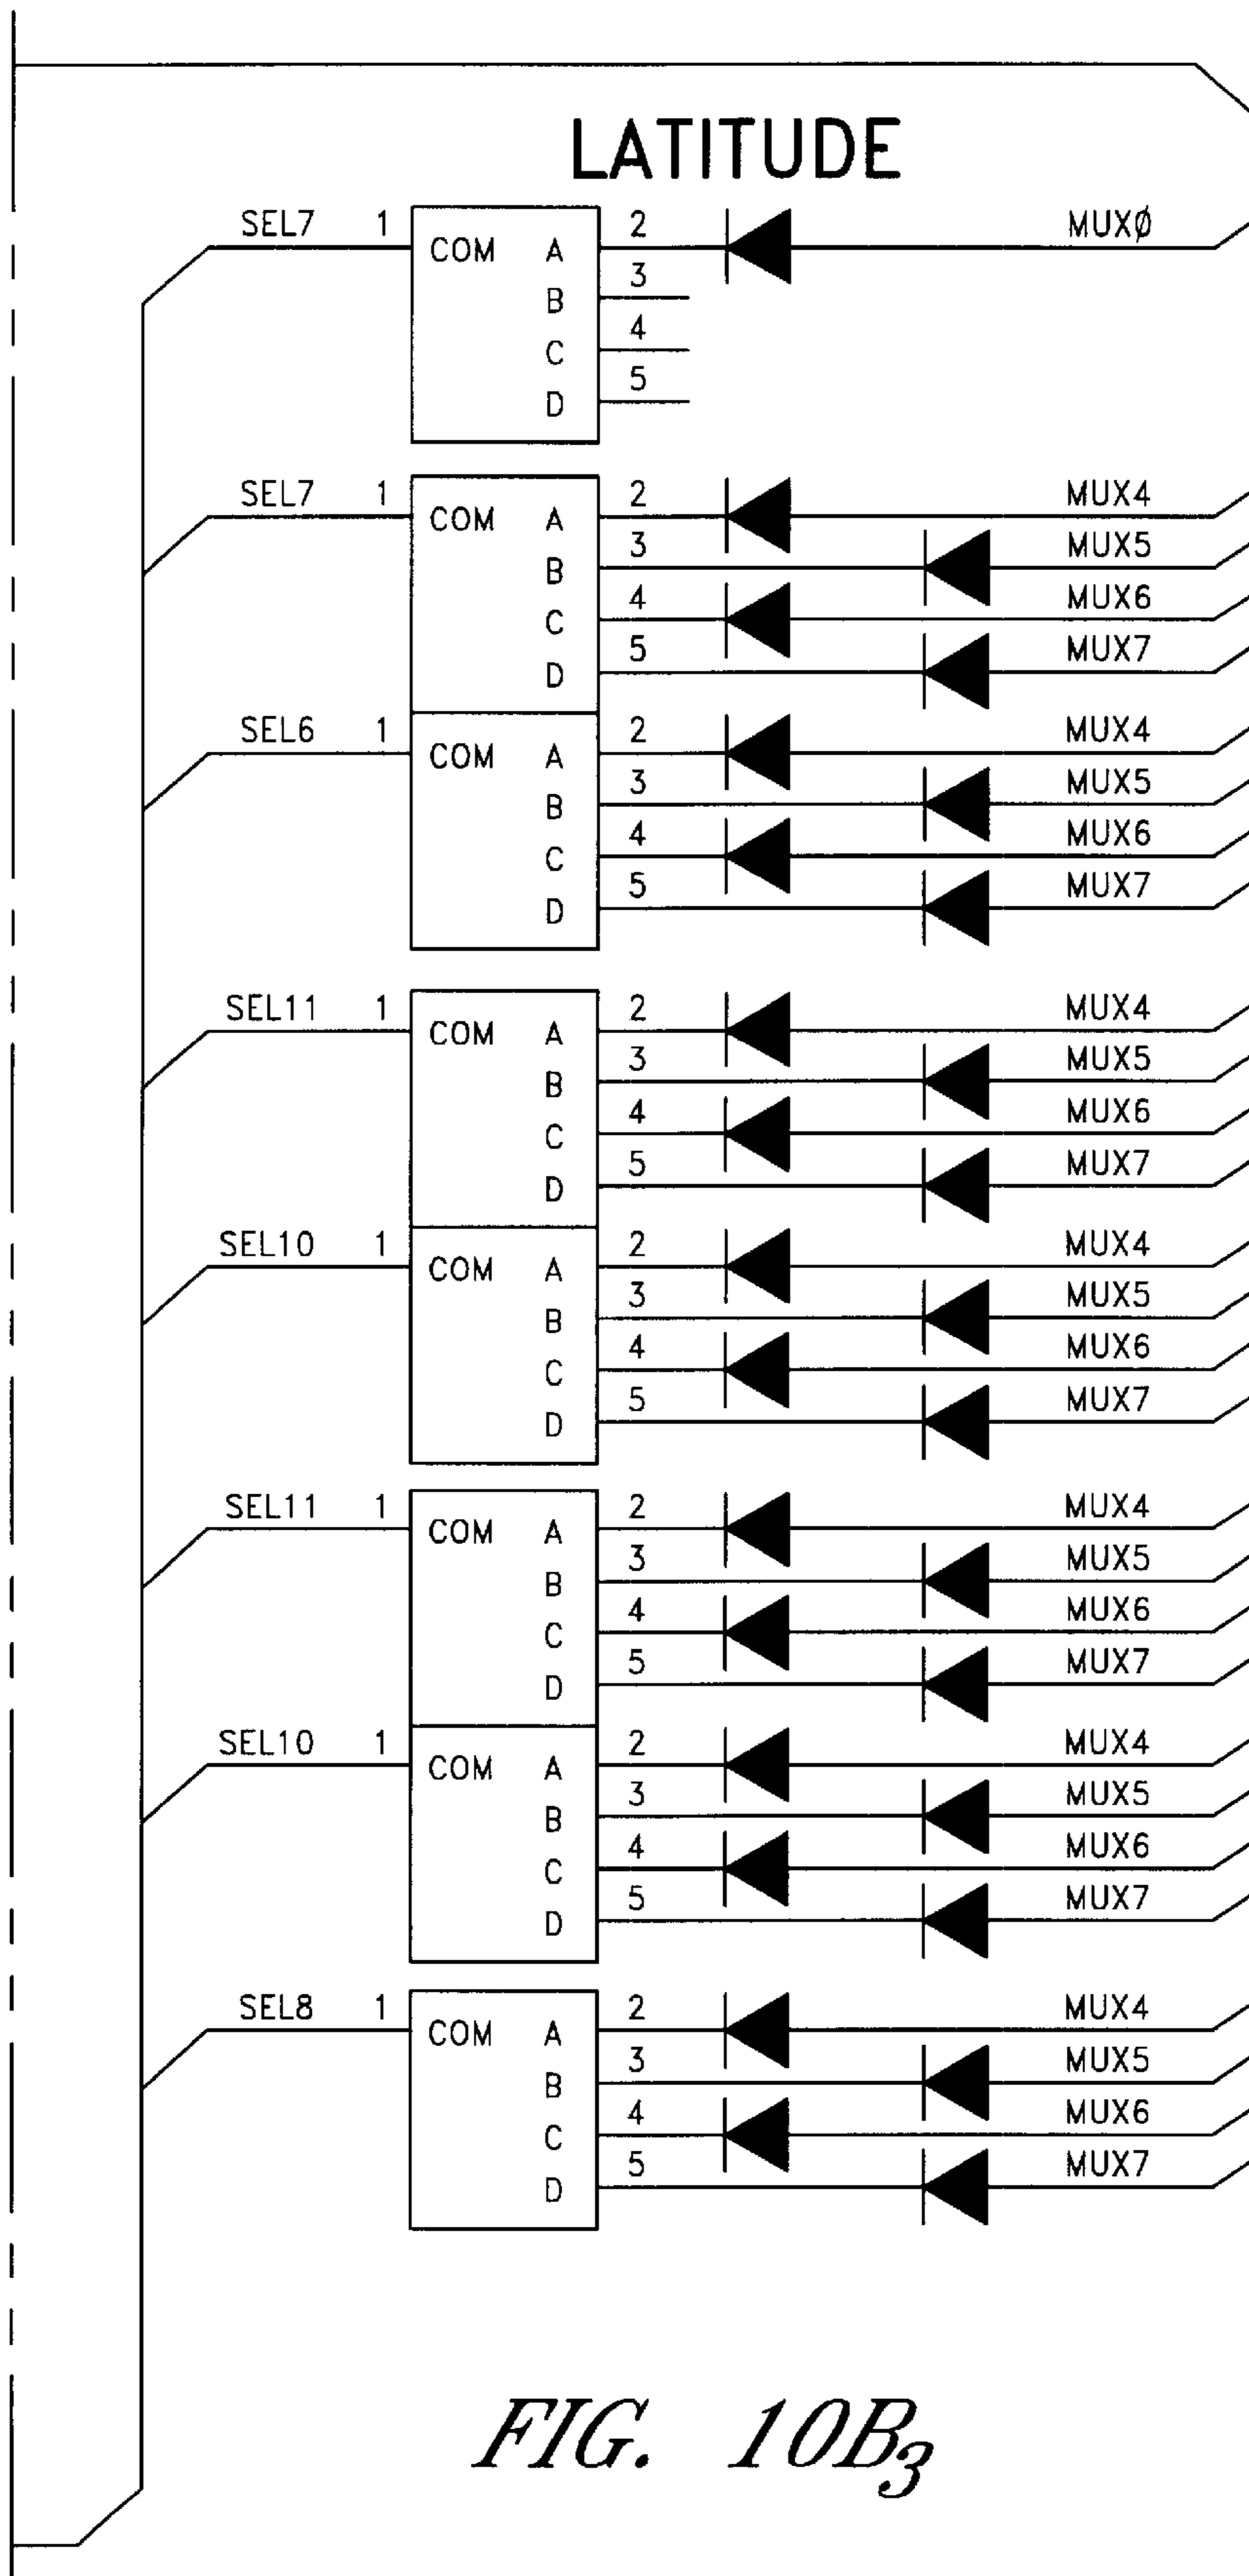 LATITUDE
SEL7 1 COM A 2 MUXØ
B 3
C 4
D 5
SEL7 1 COM A 2 MUX4
B 3 MUX5
C 4 MUX6
D 5 MUX7
SEL6 1 COM A 2 MUX4
B 3 MUX5
C 4 MUX6
D 5 MUX7
SEL11 1 COM A 2 MUX4
B 3 MUX5
C 4 MUX6
D 5 MUX7
SEL10 1 COM A 2 MUX4
B 3 MUX5
C 4 MUX6
D 5 MUX7
SEL11 1 COM A 2 MUX4
B 3 MUX5
C 4 MUX6
D 5 MUX7
SEL10 1 COM A 2 MUX4
B 3 MUX5
C 4 MUX6
D 5 MUX7
SEL8 1 COM A 2 MUX4
B 3 MUX5
C 4 MUX6
D 5 MUX7
FIG. 10B3